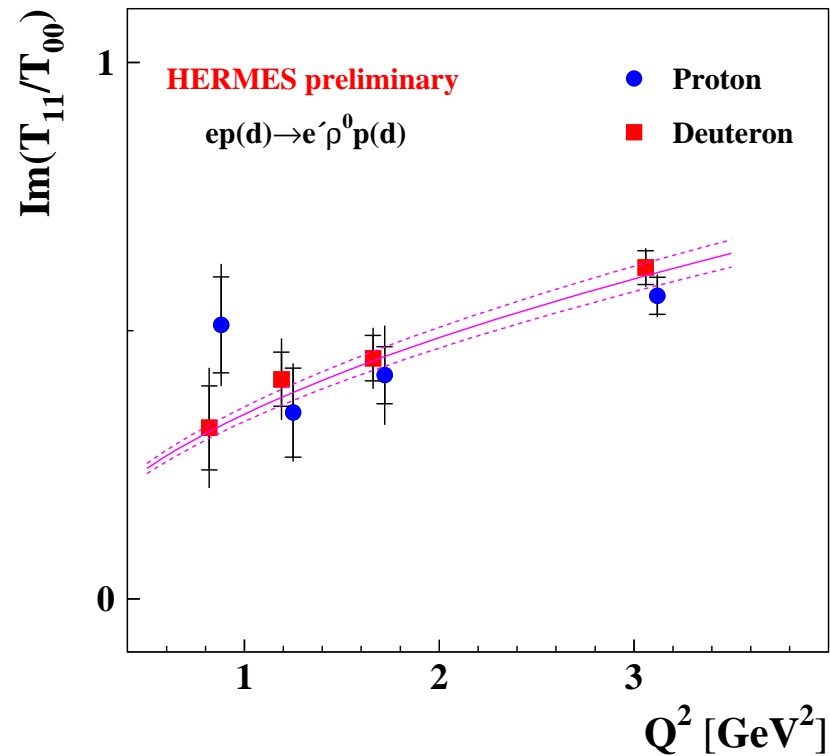 Im(T₁₁/T₀₀)
1
0
HERMES preliminary
ep(d)→e´ρ⁰p(d)
Proton
Deuteron
1 2 3
Q² [GeV²]